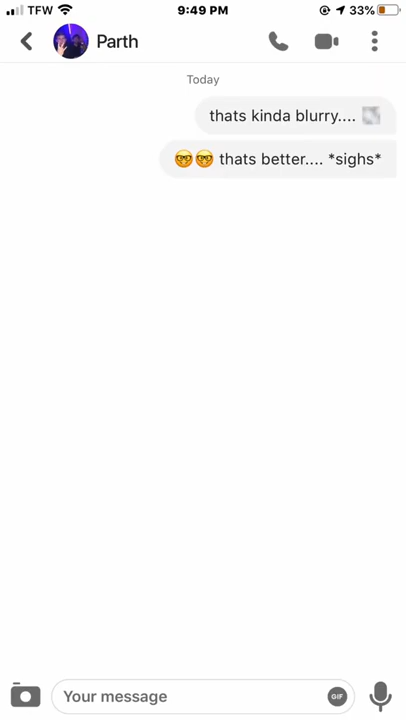 TFW 9:49 PM 33%
Parth
Today
thats kinda blurry....
🤓🤓 thats better.... *sighs*
Your message GIF